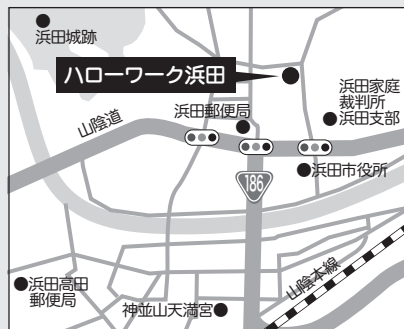 浜田城跡
ハローワーク浜田
浜田家庭
裁判所
浜田支部
浜田郵便局
山陰道
浜田市役所
186
山陰本線
浜田高田
郵便局
神並山天満宮